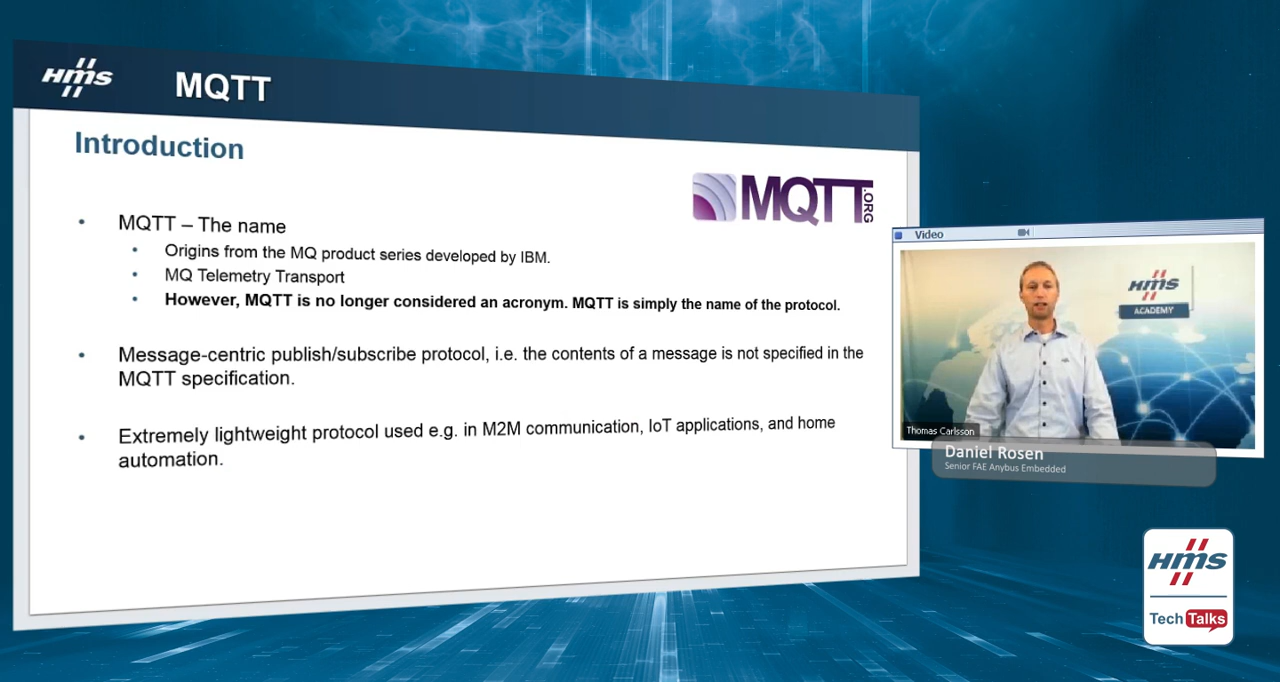 HMS
MQTT
Introduction
MQTT.ORG
MQTT – The name
Origins from the MQ product series developed by IBM.
MQ Telemetry Transport
However, MQTT is no longer considered an acronym. MQTT is simply the name of the protocol.
Message-centric publish/subscribe protocol, i.e. the contents of a message is not specified in the
MQTT specification.
Extremely lightweight protocol used e.g. in M2M communication, IoT applications, and home
automation.
Video
HMS
ACADEMY
Thomas Carlsson
Daniel Rosen
Senior FAE Anybus Embedded
HMS
Tech Talks